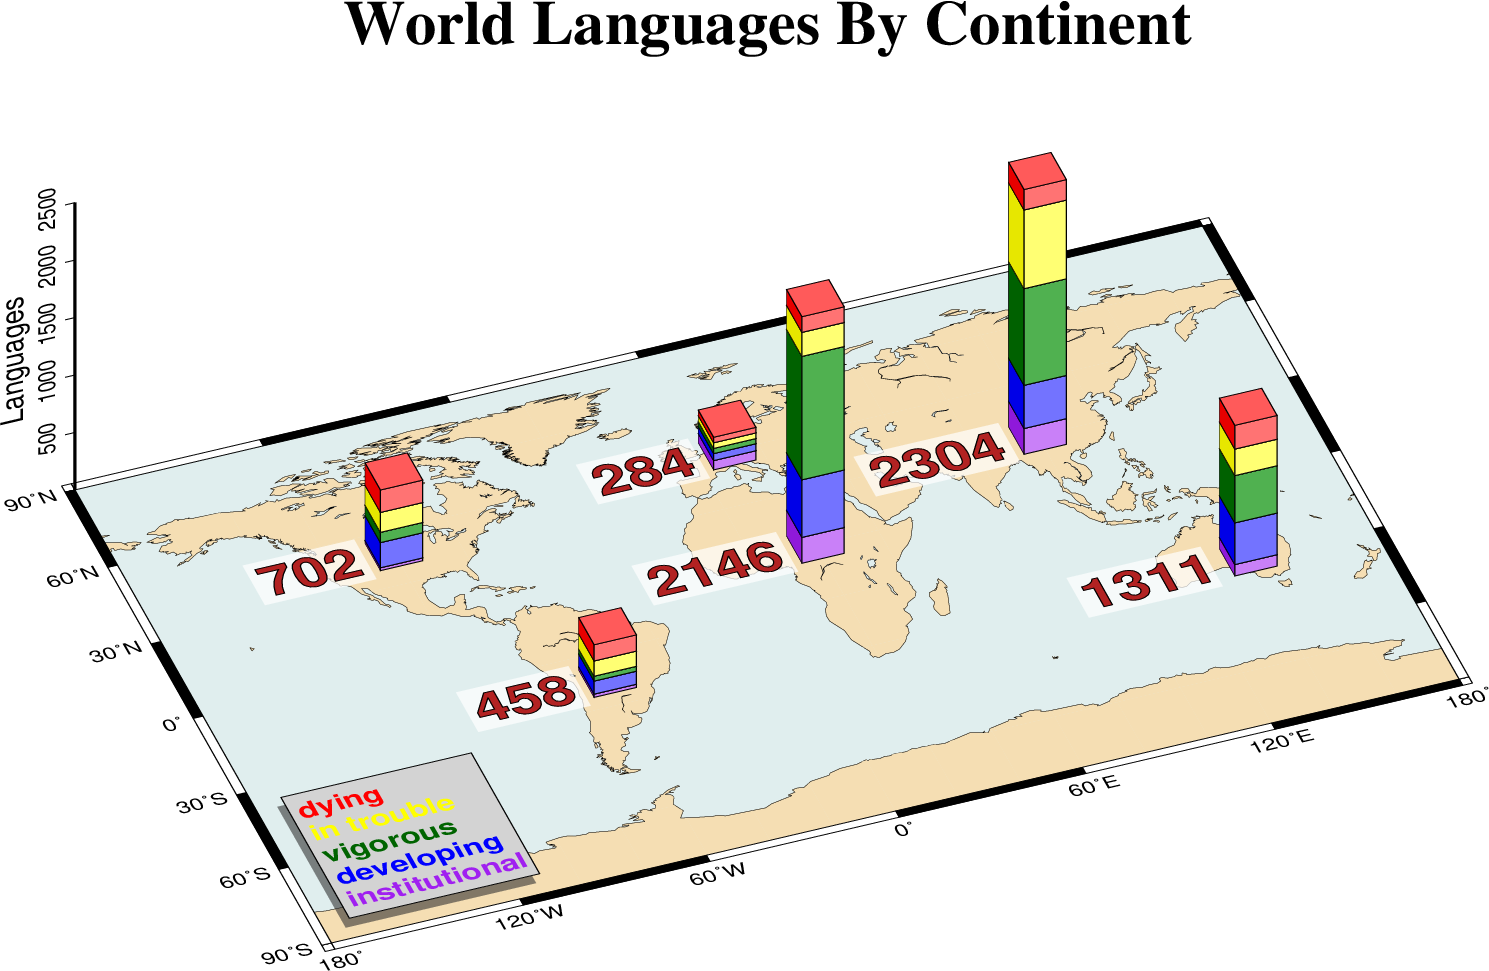 World Languages By Continent
2500
2000
1500
1000
500
Languages
284
2304
702
2146
1311
458
90°N
60°N
30°N
0°
30°S
60°S
90°S
180°
120°W
60°W
0°
60°E
120°E
180°
dying
in trouble
vigorous
developing
institutional